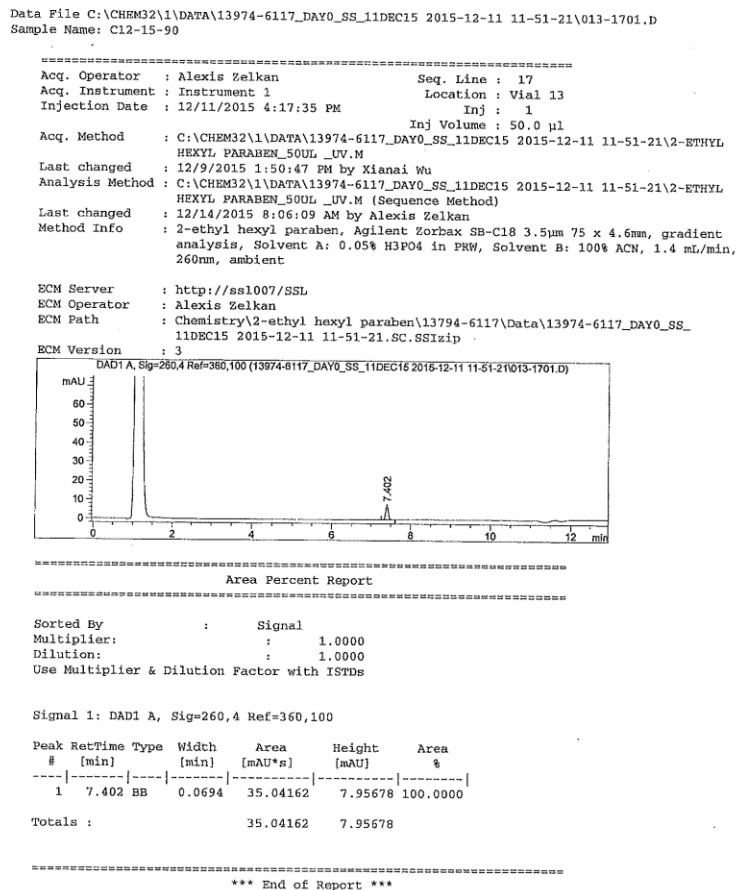 Data File C:\CHEM32\1\DATA\13974-6117_DAY0_SS_11DEC15 2015-12-11 11-51-21\013-1701.D
Sample Name: C12-15-90
====================================================================
Acq. Operator : Alexis Zelkan Seq. Line : 17
Acq. Instrument : Instrument 1 Location : Vial 13
Injection Date : 12/11/2015 4:17:35 PM Inj : 1
Inj Volume : 50.0 µl
Acq. Method : C:\CHEM32\1\DATA\13974-6117_DAY0_SS_11DEC15 2015-12-11 11-51-21\2-ETHYL
HEXYL PARABEN_50UL _UV.M
Last changed : 12/9/2015 1:50:47 PM by Xianai Wu
Analysis Method : C:\CHEM32\1\DATA\13974-6117_DAY0_SS_11DEC15 2015-12-11 11-51-21\2-ETHYL
HEXYL PARABEN_50UL _UV.M (Sequence Method)
Last changed : 12/14/2015 8:06:09 AM by Alexis Zelkan
Method Info : 2-ethyl hexyl paraben, Agilent Zorbax SB-C18 3.5µm 75 x 4.6mm, gradient
analysis, Solvent A: 0.05% H3PO4 in PRW, Solvent B: 100% ACN, 1.4 mL/min,
260nm, ambient
ECM Server : http://ssl007/SSL
ECM Operator : Alexis Zelkan
ECM Path : Chemistry\2-ethyl hexyl paraben\13794-6117\Data\13974-6117_DAY0_SS_
11DEC15 2015-12-11 11-51-21.SC.SSIzip
ECM Version : 3
DAD1 A, Sig=260,4 Ref=360,100 (13974-6117_DAY0_SS_11DEC15 2015-12-11 11-51-21\013-1701.D)
mAU
60
50
40
30
20
10
0
7.402
0 2 4 6 8 10 12 min
====================================================================
Area Percent Report
====================================================================
Sorted By : Signal
Multiplier: : 1.0000
Dilution: : 1.0000
Use Multiplier & Dilution Factor with ISTDs
Signal 1: DAD1 A, Sig=260,4 Ref=360,100
Peak RetTime Type Width Area Height Area
# [min] [min] [mAU*s] [mAU] %
----|-------|----|-------|----------|----------|--------|
1 7.402 BB 0.0694 35.04162 7.95678 100.0000
Totals : 35.04162 7.95678
====================================================================
*** End of Report ***